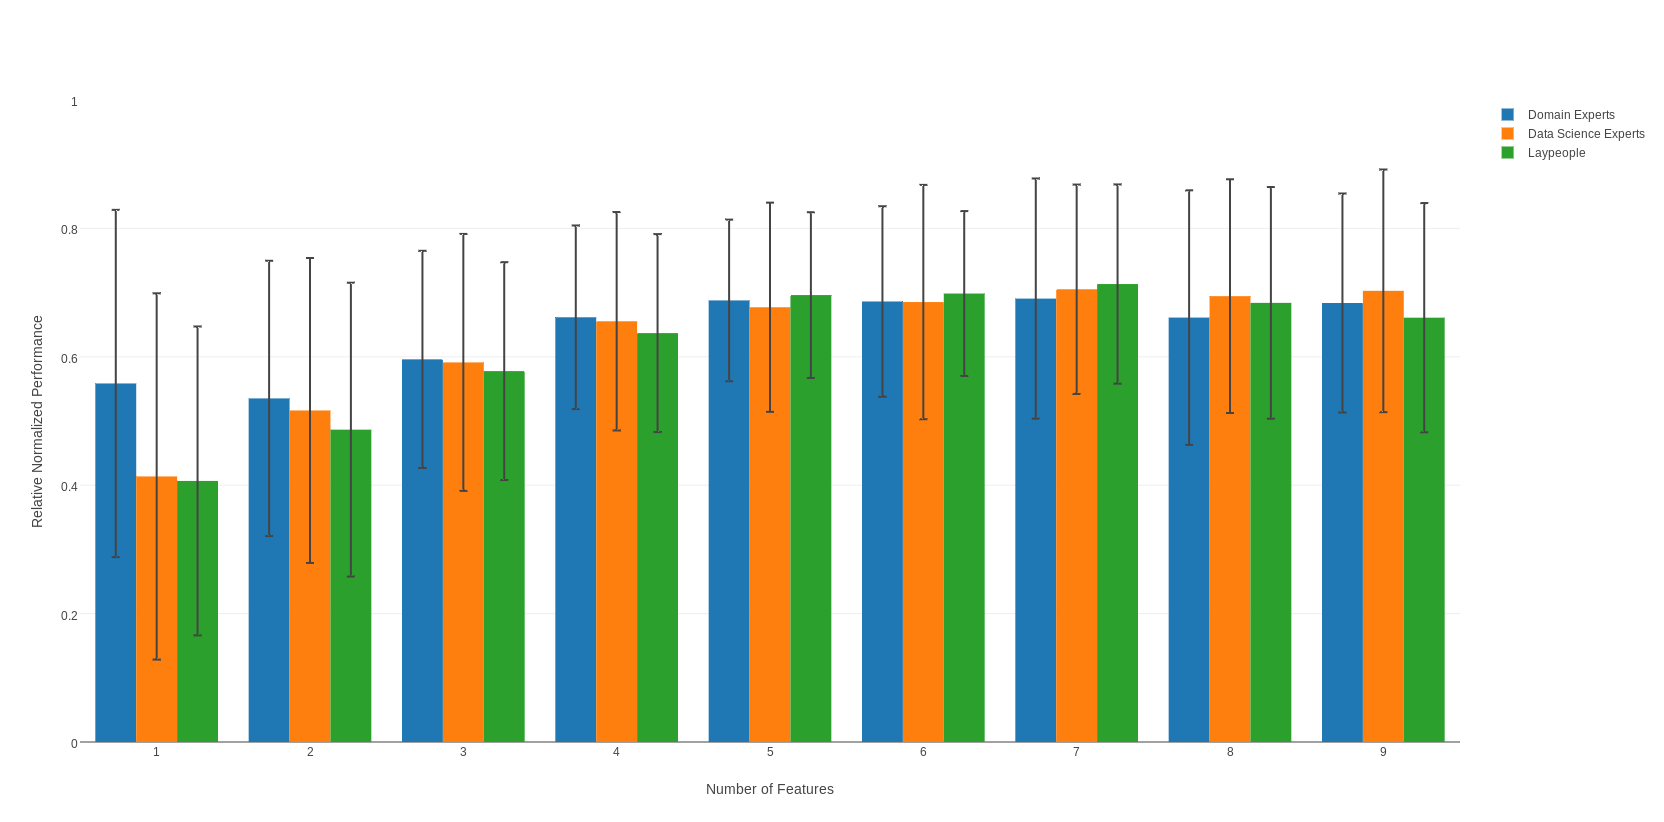 1
0.8
0.6
0.4
0.2
0
Relative Normalized Performance
1 2 3 4 5 6 7 8 9
Number of Features
Domain Experts
Data Science Experts
Laypeople